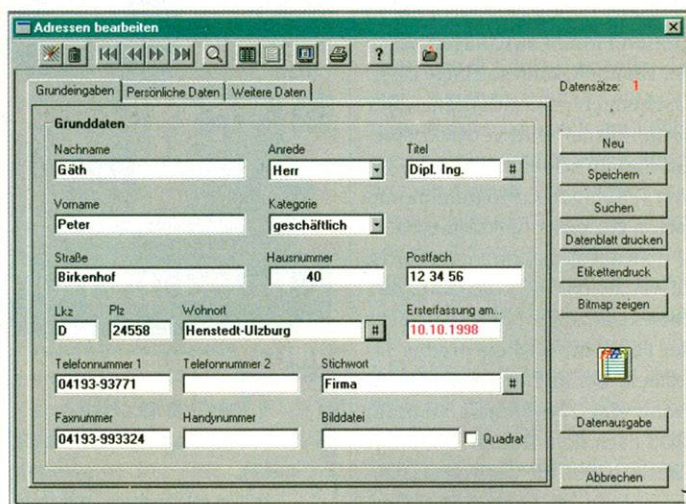 Adressen bearbeiten
?
Grundeingaben Persönliche Daten Weitere Daten
Datensätze: 1
Grunddaten
Nachname Anrede Titel
Gäth Herr Dipl. Ing. #
Vorname Kategorie
Peter geschäftlich
Straße Hausnummer Postfach
Birkenhof 40 12 34 56
Lkz Plz Wohnort Ersterfassung am...
D 24558 Henstedt-Ulzburg # 10.10.1998
Telefonnummer 1 Telefonnummer 2 Stichwort
04193-93771 Firma #
Faxnummer Handynummer Bilddatei
04193-993324 Quadrat
Neu
Speichern
Suchen
Datenblatt drucken
Etikettendruck
Bitmap zeigen
Datenausgabe
Abbrechen